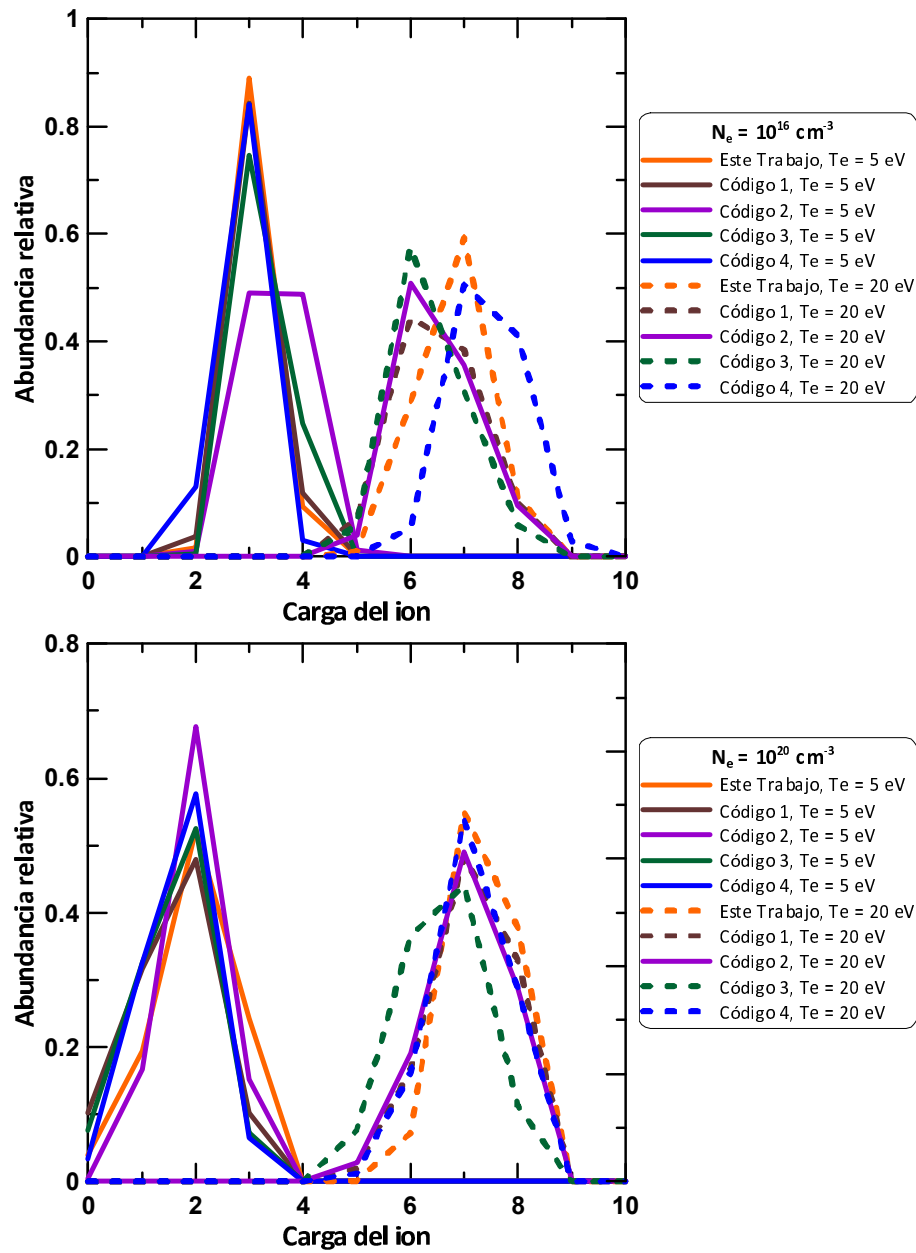 1
0.8
0.6
0.4
0.2
0
Abundancia relativa
0 2 4 6 8 10
Carga del ion
Nₑ = 10¹⁶ cm⁻³
Este Trabajo, Te = 5 eV
Código 1, Te = 5 eV
Código 2, Te = 5 eV
Código 3, Te = 5 eV
Código 4, Te = 5 eV
Este Trabajo, Te = 20 eV
Código 1, Te = 20 eV
Código 2, Te = 20 eV
Código 3, Te = 20 eV
Código 4, Te = 20 eV
0.8
0.6
0.4
0.2
0
Abundancia relativa
0 2 4 6 8 10
Carga del ion
Nₑ = 10²⁰ cm⁻³
Este Trabajo, Te = 5 eV
Código 1, Te = 5 eV
Código 2, Te = 5 eV
Código 3, Te = 5 eV
Código 4, Te = 5 eV
Este Trabajo, Te = 20 eV
Código 1, Te = 20 eV
Código 2, Te = 20 eV
Código 3, Te = 20 eV
Código 4, Te = 20 eV